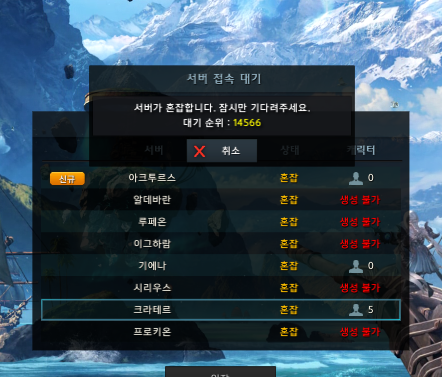 서버 접속 대기
서버가 혼잡합니다. 잠시만 기다려주세요.
대기 순위 : 14566
취소
서버 상태 캐릭터
신규 아크투르스 혼잡 0
알데바란 혼잡 생성 불가
루페온 혼잡 생성 불가
이그하람 혼잡 생성 불가
기에나 혼잡 0
시리우스 혼잡 생성 불가
크라테르 혼잡 5
프로키온 혼잡 생성 불가